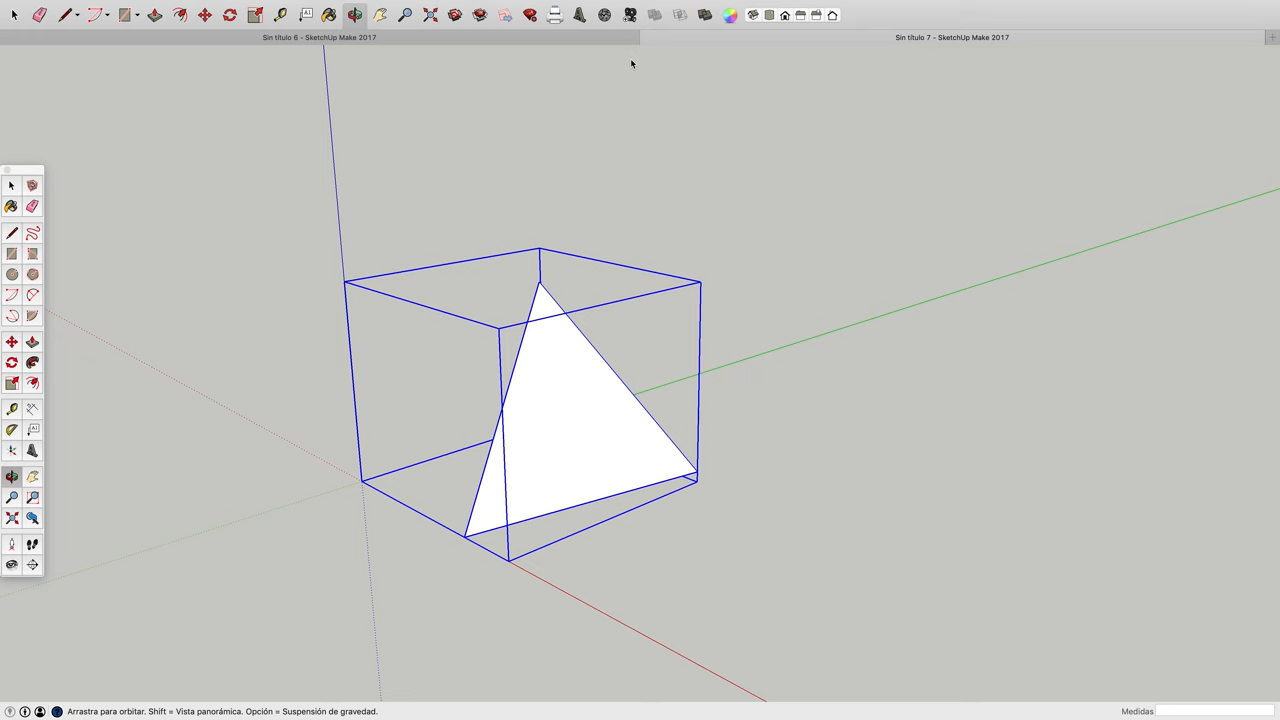 Sin título 6 - SketchUp Make 2017
Sin título 7 - SketchUp Make 2017
Arrastra para orbitar. Shift = Vista panorámica. Opción = Suspensión de gravedad.
Medidas